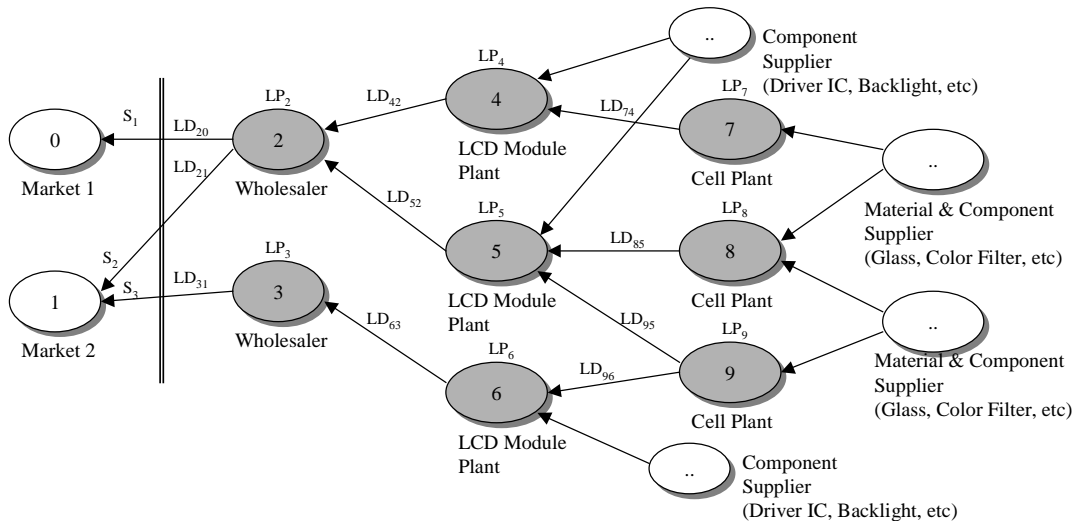 ..
Component
Supplier
(Driver IC, Backlight, etc)
LP4
4
LCD Module
Plant
LD42
LD74
LP7
7
Cell Plant
S1
LD20
LP2
2
Wholesaler
0
Market 1
LD21
..
Material & Component
Supplier
(Glass, Color Filter, etc)
LD52
LP5
5
LCD Module
Plant
LD85
LP8
8
Cell Plant
S2
S3
LD31
LP3
3
Wholesaler
1
Market 2
..
Material & Component
Supplier
(Glass, Color Filter, etc)
LD63
LD95
LP6
6
LCD Module
Plant
LD96
LP9
9
Cell Plant
..
Component
Supplier
(Driver IC, Backlight, etc)